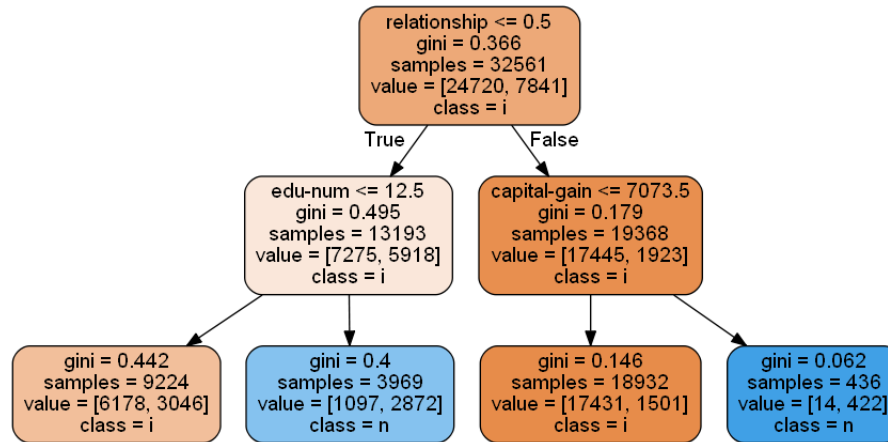 relationship <= 0.5
gini = 0.366
samples = 32561
value = [24720, 7841]
class = i
True
False
edu-num <= 12.5
gini = 0.495
samples = 13193
value = [7275, 5918]
class = i
capital-gain <= 7073.5
gini = 0.179
samples = 19368
value = [17445, 1923]
class = i
gini = 0.442
samples = 9224
value = [6178, 3046]
class = i
gini = 0.4
samples = 3969
value = [1097, 2872]
class = n
gini = 0.146
samples = 18932
value = [17431, 1501]
class = i
gini = 0.062
samples = 436
value = [14, 422]
class = n